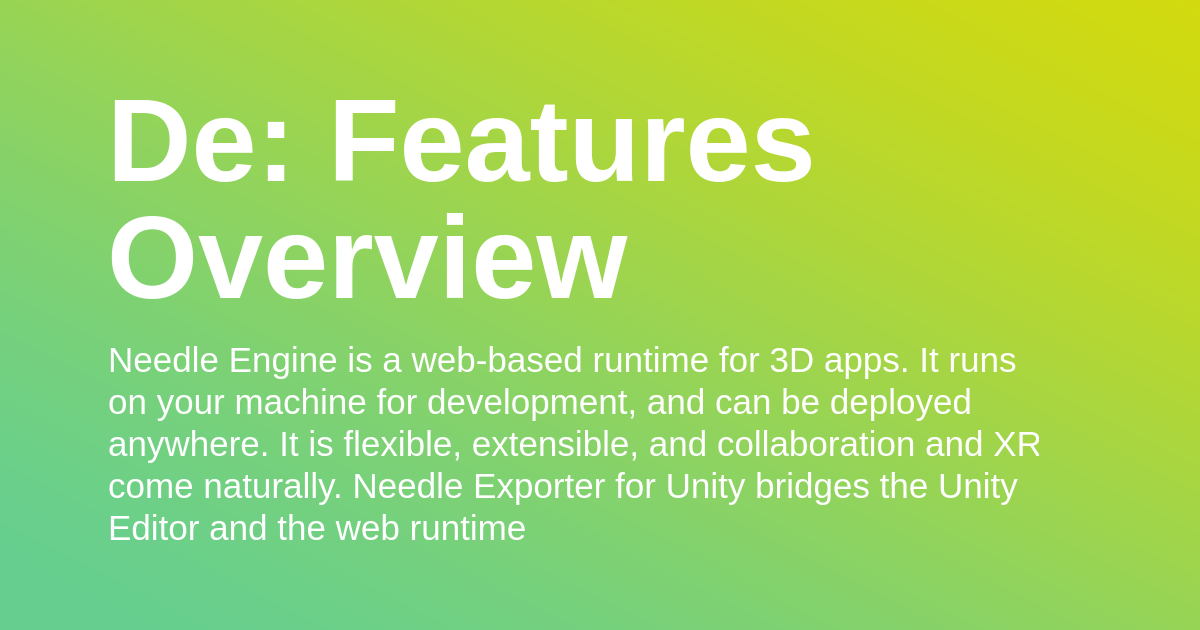 De: Features
Overview
Needle Engine is a web-based runtime for 3D apps. It runs
on your machine for development, and can be deployed
anywhere. It is flexible, extensible, and collaboration and XR
come naturally. Needle Exporter for Unity bridges the Unity
Editor and the web runtime